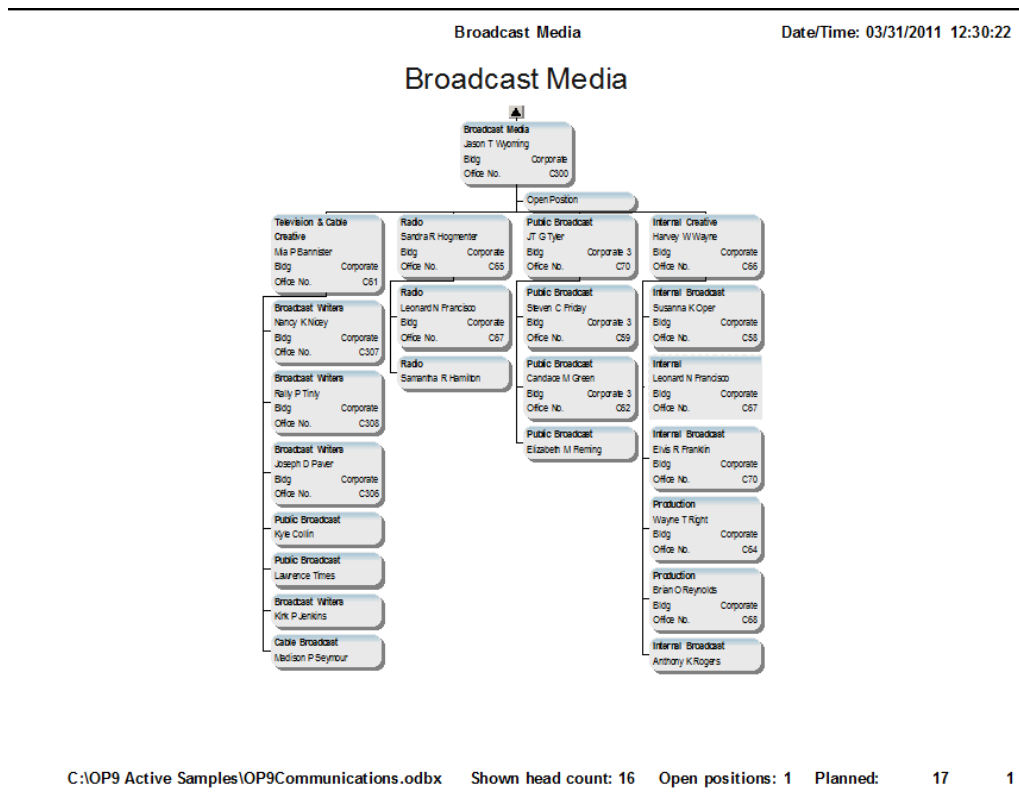 Broadcast Media
Date/Time: 03/31/2011 12:30:22
Broadcast Media
Broadcast Media
Jason T Wyoming
Bldg Corporate
Office No. C300
Open Position
Television & Cable
Creative
Mia P Bannister
Bldg Corporate
Office No. C61
Broadcast Writers
Nancy K Nicey
Bldg Corporate
Office No. C307
Broadcast Writers
Rally P Tinly
Bldg Corporate
Office No. C308
Broadcast Writers
Joseph D Paver
Bldg Corporate
Office No. C306
Public Broadcast
Kyle Collin
Public Broadcast
Lawrence Times
Broadcast Writers
Kirk P Jenkins
Cable Broadcast
Madison P Seymour
Radio
Sandra R Hogmenter
Bldg Corporate
Office No. C65
Radio
Leonard N Francisco
Bldg Corporate
Office No. C67
Radio
Samantha R Hamilton
Public Broadcast
JT G Tyler
Bldg Corporate 3
Office No. C70
Public Broadcast
Steven C Friday
Bldg Corporate 3
Office No. C59
Public Broadcast
Candace M Green
Bldg Corporate 3
Office No. C62
Public Broadcast
Elizabeth M Fleming
Internal Creative
Harvey W Wayne
Bldg Corporate
Office No. C66
Internal Broadcast
Susanna K Oper
Bldg Corporate
Office No. C58
Internal
Leonard N Francisco
Bldg Corporate
Office No. C67
Internal Broadcast
Elvis R Franklin
Bldg Corporate
Office No. C70
Production
Wayne T Right
Bldg Corporate
Office No. C64
Production
Brian O Reynolds
Bldg Corporate
Office No. C68
Internal Broadcast
Anthony K Rogers
C:\OP9 Active Samples\OP9Communications.odbx Shown head count: 16 Open positions: 1 Planned: 17 1